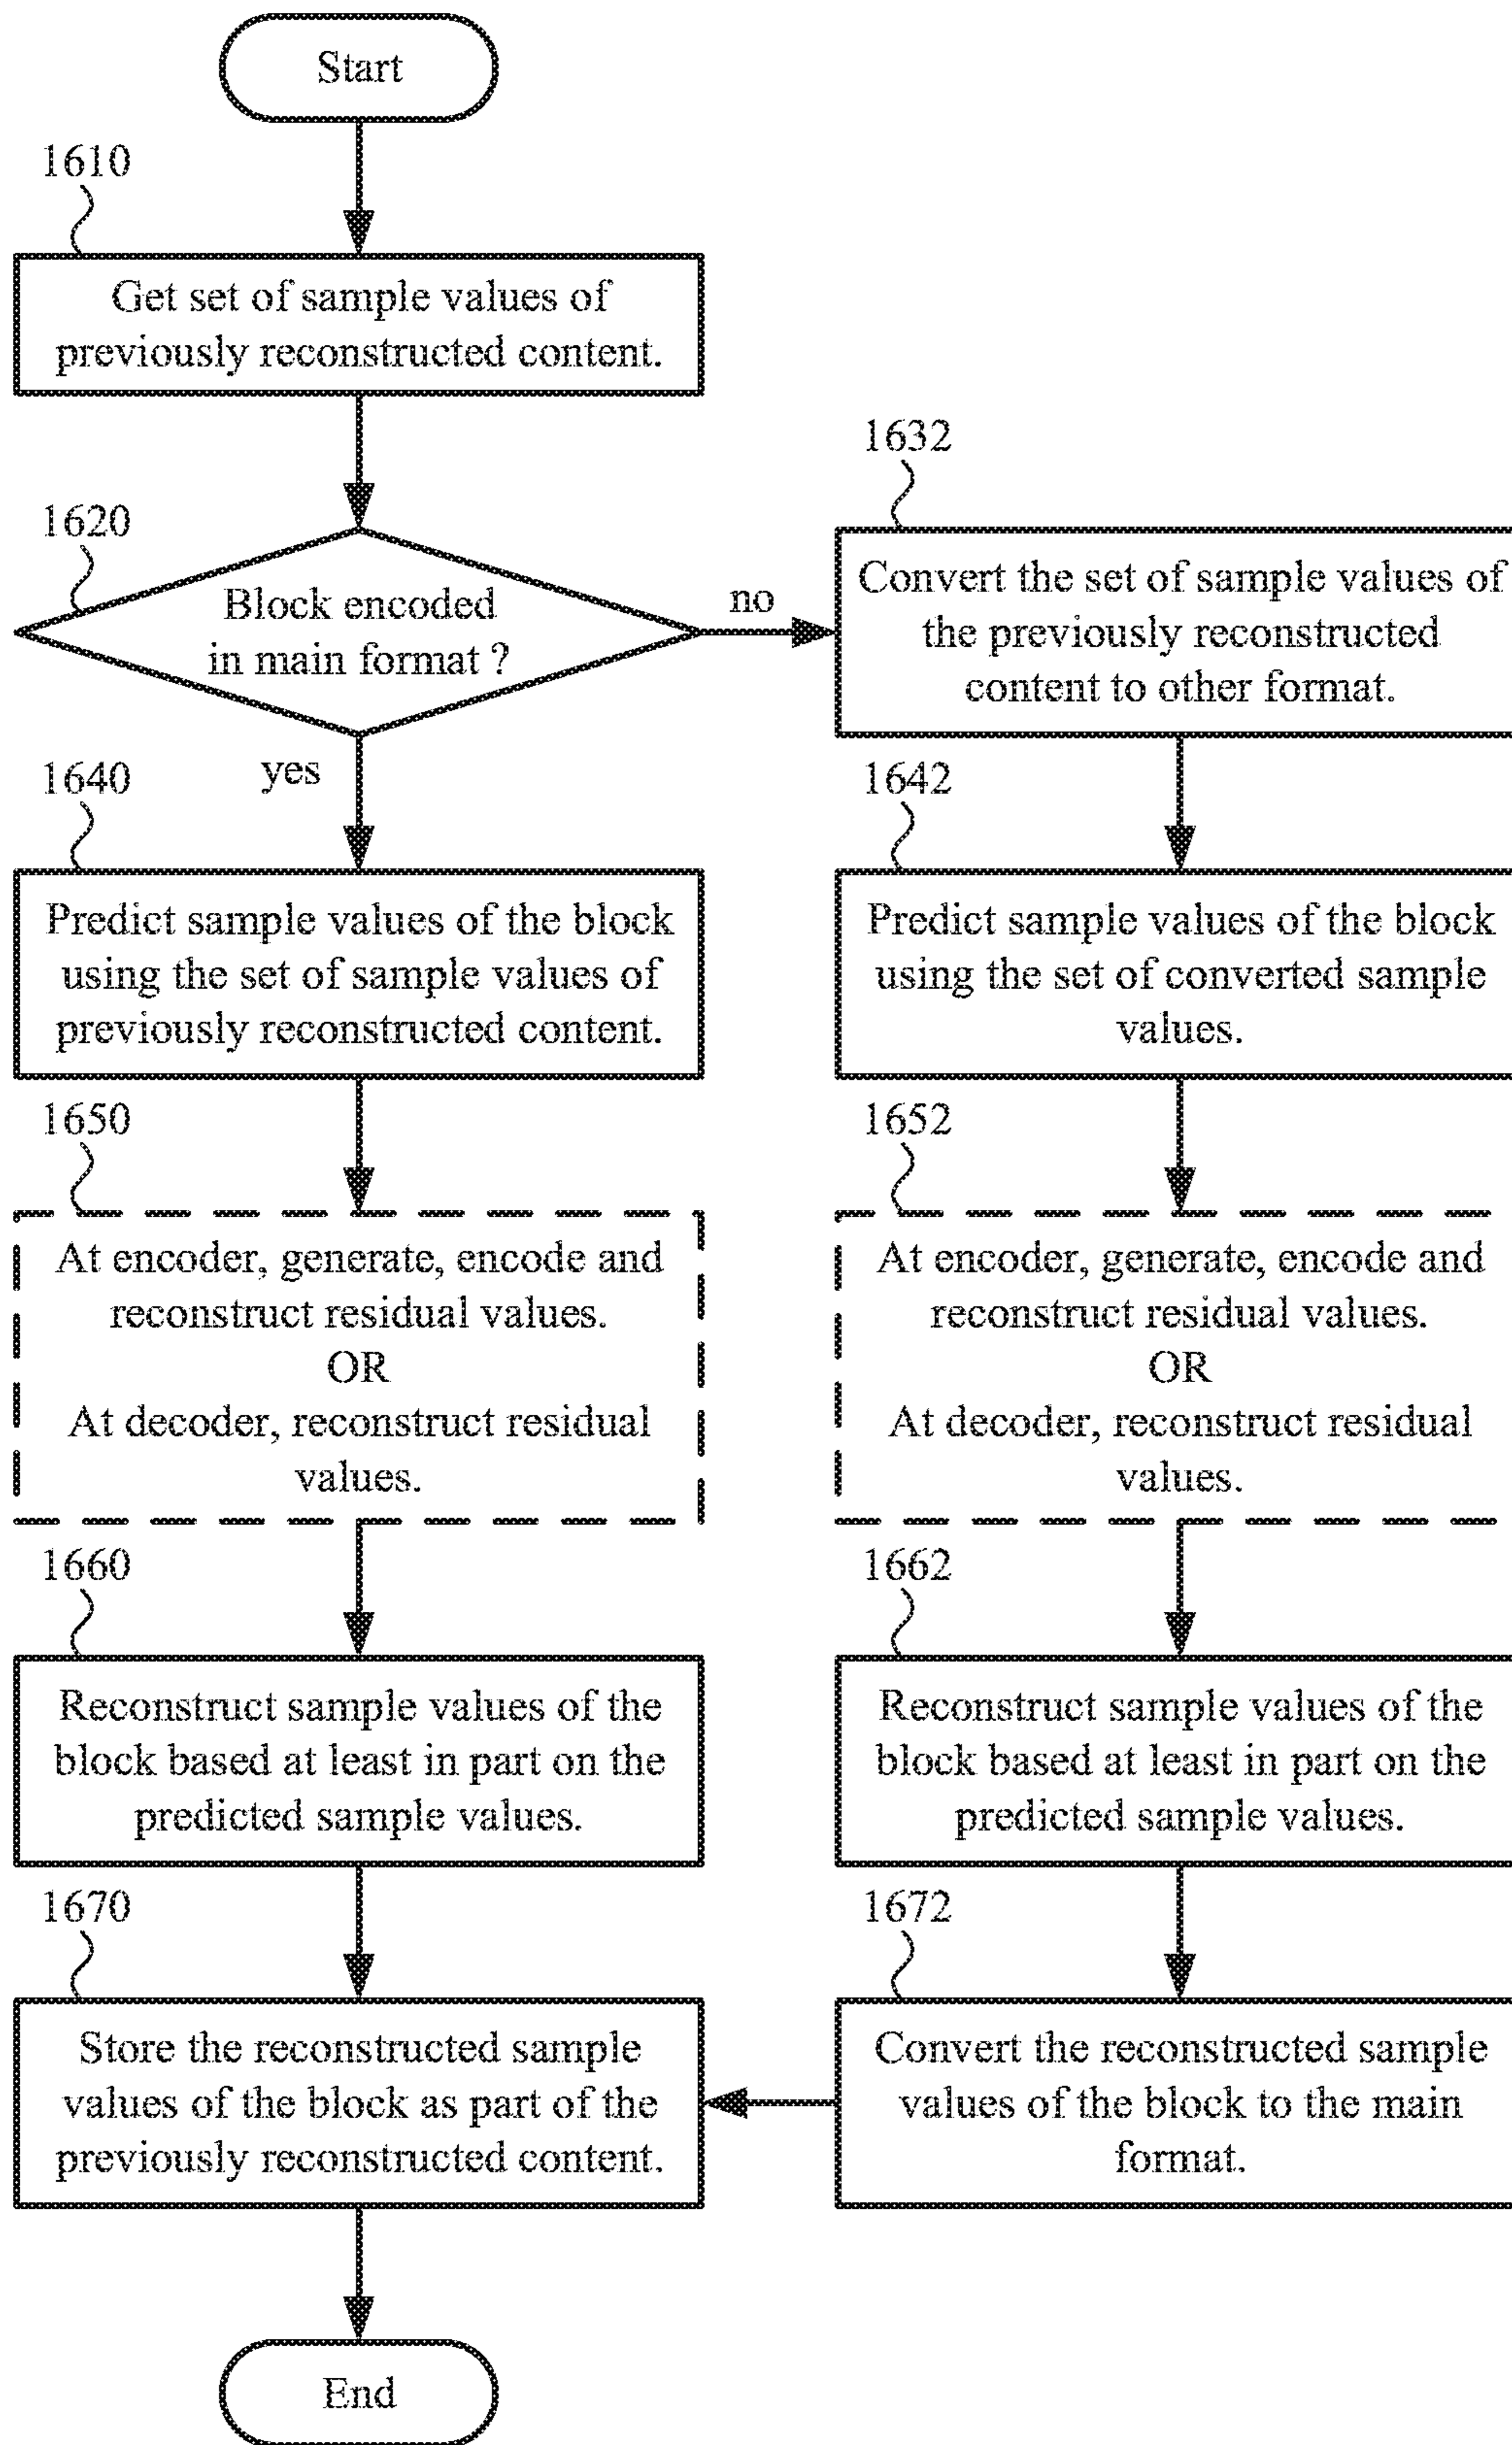 Start
1610
Get set of sample values of
previously reconstructed content.
1620
Block encoded
in main format ?
no
yes
1632
Convert the set of sample values of
the previously reconstructed
content to other format.
1640
Predict sample values of the block
using the set of sample values of
previously reconstructed content.
1642
Predict sample values of the block
using the set of converted sample
values.
1650
At encoder, generate, encode and
reconstruct residual values.
OR
At decoder, reconstruct residual
values.
1652
At encoder, generate, encode and
reconstruct residual values.
OR
At decoder, reconstruct residual
values.
1660
Reconstruct sample values of the
block based at least in part on the
predicted sample values.
1662
Reconstruct sample values of the
block based at least in part on the
predicted sample values.
1670
Store the reconstructed sample
values of the block as part of the
previously reconstructed content.
1672
Convert the reconstructed sample
values of the block to the main
format.
End